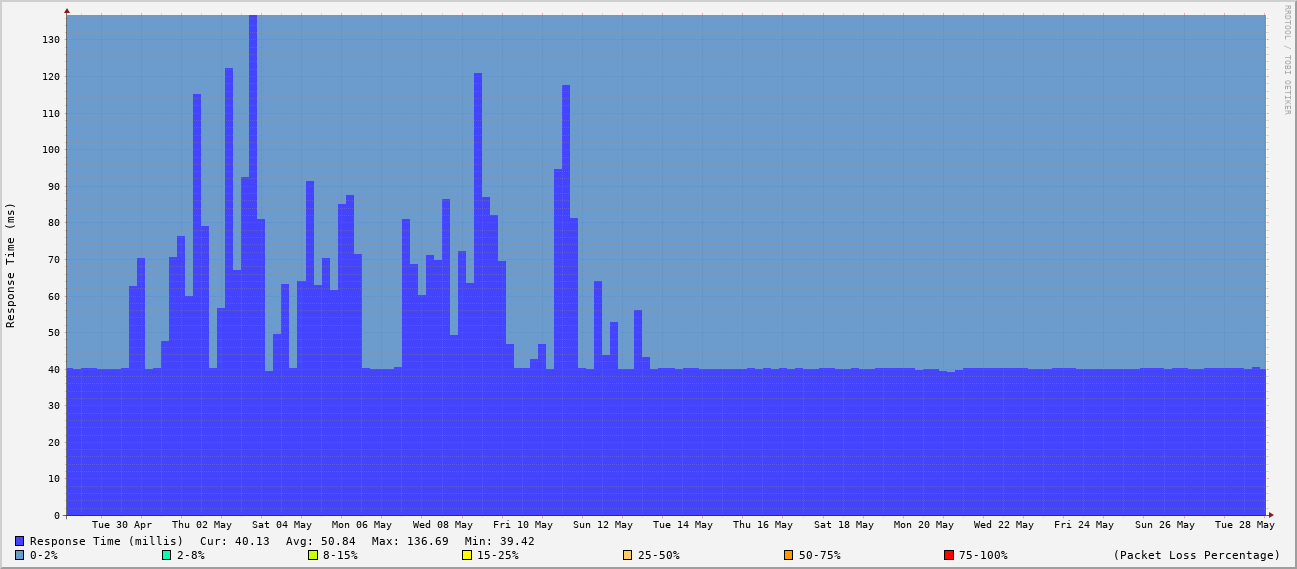 RRDTOOL / TOBI OETIKER
Response Time (ms)
130
120
110
100
90
80
70
60
50
40
30
20
10
0
Tue 30 Apr Thu 02 May Sat 04 May Mon 06 May Wed 08 May Fri 10 May Sun 12 May Tue 14 May Thu 16 May Sat 18 May Mon 20 May Wed 22 May Fri 24 May Sun 26 May Tue 28 May
Response Time (millis) Cur: 40.13 Avg: 50.84 Max: 136.69 Min: 39.42
0-2% 2-8% 8-15% 15-25% 25-50% 50-75% 75-100% (Packet Loss Percentage)